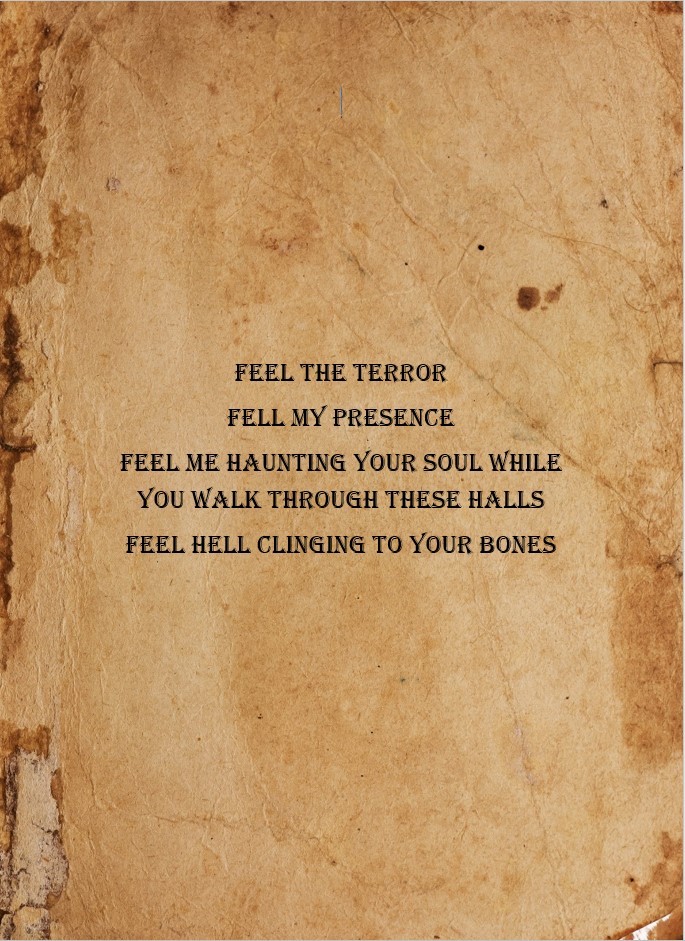 FEEL THE TERROR
FELL MY PRESENCE
FEEL ME HAUNTING YOUR SOUL WHILE
YOU WALK THROUGH THESE HALLS
FEEL HELL CLINGING TO YOUR BONES